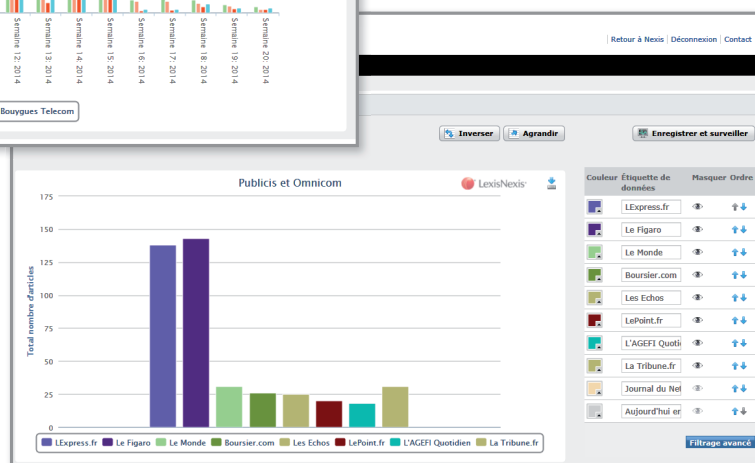 Semaine 12: 2014
Semaine 13: 2014
Semaine 14: 2014
Semaine 15: 2014
Semaine 16: 2014
Semaine 17: 2014
Semaine 18: 2014
Semaine 19: 2014
Semaine 20: 2014
Bouygues Telecom
Retour à Nexis | Déconnexion | Contact
Inverser Agrandir Enregistrer et surveiller
Publicis et Omnicom
LexisNexis
Total nombre d'articles
175
150
125
100
75
50
25
0
LExpress.fr Le Figaro Le Monde Boursier.com Les Echos LePoint.fr L'AGEFI Quotidien La Tribune.fr
Couleur Étiquette de données Masquer Ordre
LExpress.fr
Le Figaro
Le Monde
Boursier.com
Les Echos
LePoint.fr
L'AGEFI Quoti
La Tribune.fr
Journal du Net
Aujourd'hui en
Filtrage avancé